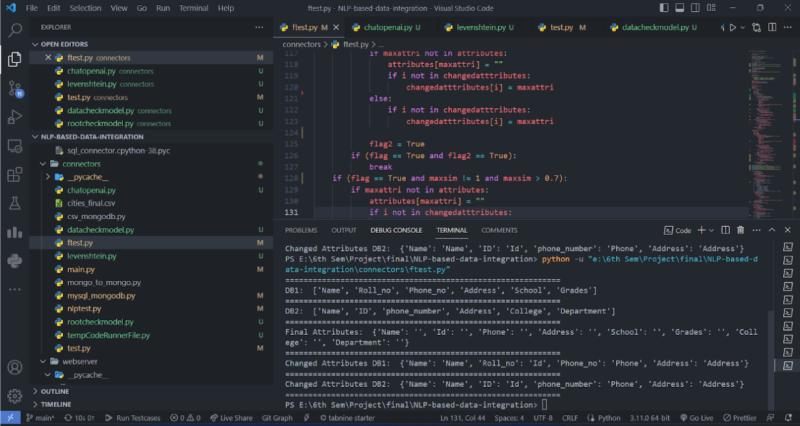 File Edit Selection View Go Run Terminal ... ftest.py - NLP-based-data-integration - Visual Studio Code
EXPLORER ...
OPEN EDITORS
ftest.py connectors M
chatopenai.py connectors U
levenshtein.py connectors U
test.py connectors M
datacheckmodel.py connectors U
rootcheckmodel.py connectors U
NLP-BASED-DATA-INTEGRATION
sql_connector.cpython-38.pyc
connectors
__pycache__
chatopenai.py U
cities_final.csv
csv_mongodb.py
datacheckmodel.py U
ftest.py M
levenshtein.py U
main.py M
mongo_to_mongo.py
mysql_mongodb.py M
nlptest.py M
rootcheckmodel.py U
tempCodeRunnerFile.py U
test.py M
webserver
__pycache__
OUTLINE
TIMELINE
ftest.py M chatopenai.py U levenshtein.py U test.py M datacheckmodel.py U
connectors > ftest.py > ...
117 if maxattri not in attributes:
118 attributes[maxattri] = ""
119 if i not in changedatttributes:
120 changedatttributes[i] = maxattri
121 else:
122 if i not in changedatttributes:
123 changedatttributes[i] = maxattri
124
125 flag2 = True
126 if (flag == True and flag2 == True):
127 break
128 if (flag == True and maxsim != 1 and maxsim > 0.7):
129 if maxattri not in attributes:
130 attributes[maxattri] = ""
131 if i not in changedatttributes:
PROBLEMS OUTPUT DEBUG CONSOLE TERMINAL COMMENTS Code
Changed Attributes DB2: {'Name': 'Name', 'ID': 'Id', 'phone_number': 'Phone', 'Address': 'Address'}
PS E:\6th Sem\Project\final\NLP-based-data-integration> python -u "e:\6th Sem\Project\final\NLP-based-d
ata-integration\connectors\ftest.py"
============================================================
DB1: ['Name', 'Roll_no', 'Phone_no', 'Address', 'School', 'Grades']
============================================================
DB2: ['Name', 'ID', 'phone_number', 'Address', 'College', 'Department']
============================================================
Final Attributes: {'Name': '', 'Id': '', 'Phone': '', 'Address': '', 'School': '', 'Grades': '', 'Coll
ege': '', 'Department': ''}
============================================================
Changed Attributes DB1: {'Name': 'Name', 'Roll_no': 'Id', 'Phone_no': 'Phone', 'Address': 'Address'}
============================================================
Changed Attributes DB2: {'Name': 'Name', 'ID': 'Id', 'phone_number': 'Phone', 'Address': 'Address'}
============================================================
PS E:\6th Sem\Project\final\NLP-based-data-integration>
main* Run Testcases 0 0 Live Share Git Graph tabnine starter Ln 131, Col 44 Spaces: 4 UTF-8 CRLF Python 3.11.0 64-bit Go Live Prettier